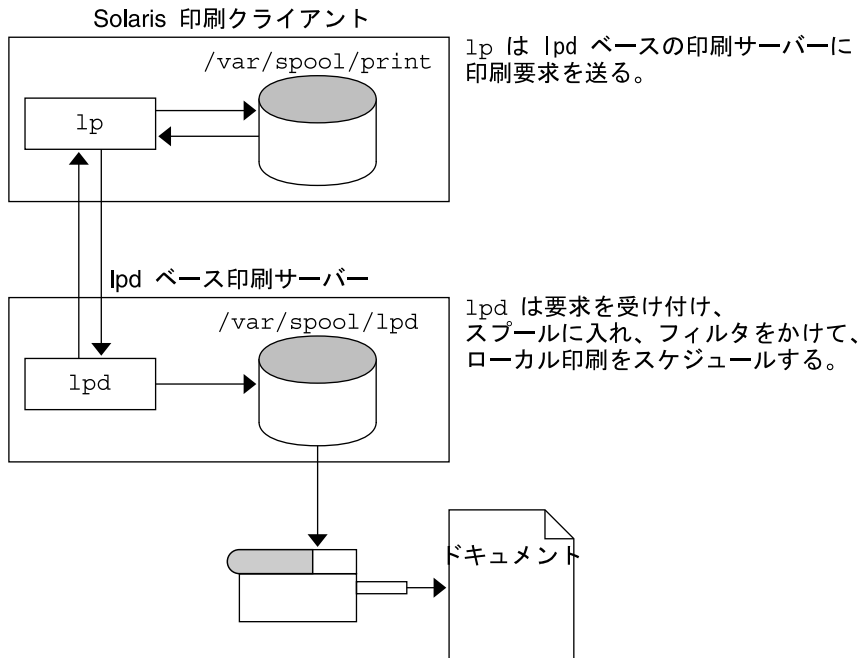 Solaris 印刷クライアント
/var/spool/print
lp
lp は lpd ベースの印刷サーバーに
印刷要求を送る。
lpd ベース印刷サーバー
/var/spool/lpd
lpd
lpd は要求を受け付け、
スプールに入れ、フィルタをかけて、
ローカル印刷をスケジュールする。
ドキュメント